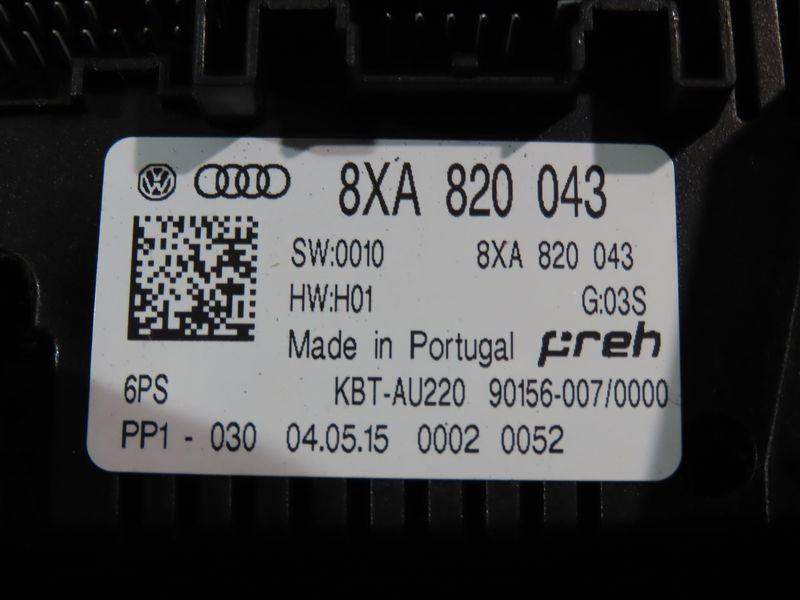 8XA 820 043
SW:0010 8XA 820 043
HW:H01 G:03S
Made in Portugal preh
6PS KBT-AU220 90156-007/0000
PP1 - 030 04.05.15 0002 0052